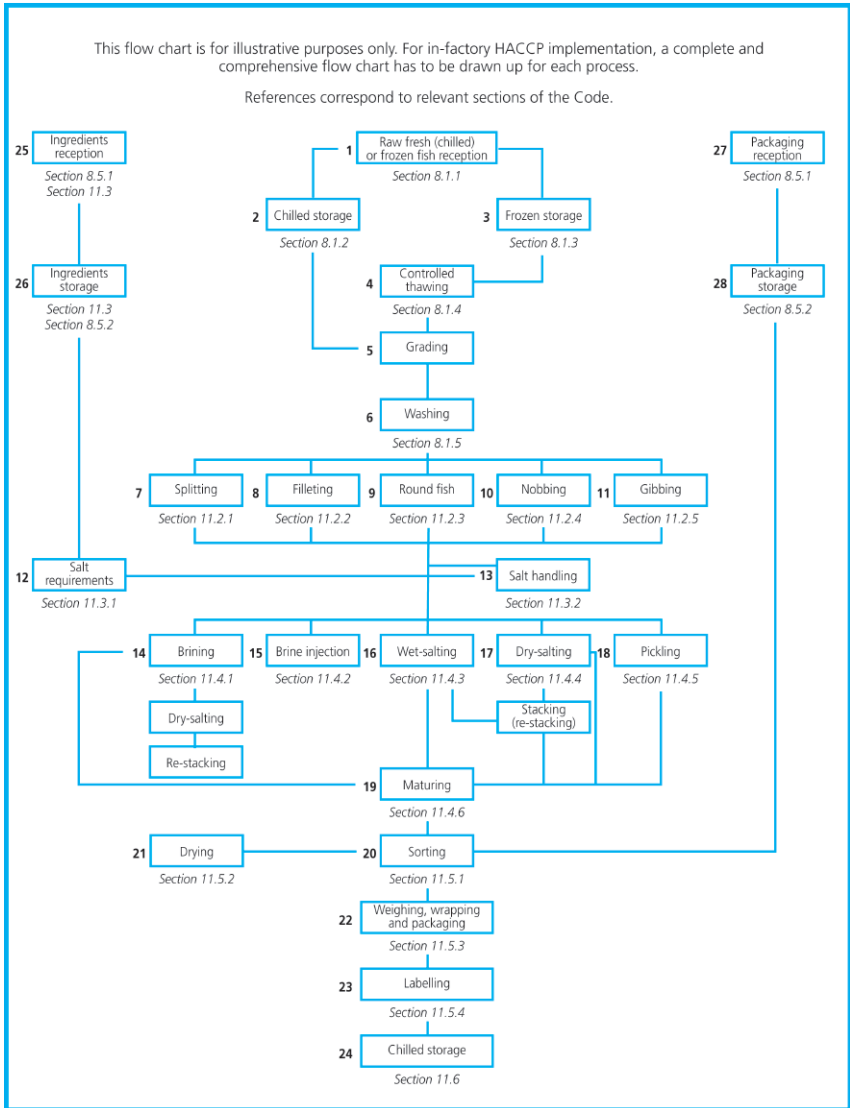 This flow chart is for illustrative purposes only. For in-factory HACCP implementation, a complete and
comprehensive flow chart has to be drawn up for each process.
References correspond to relevant sections of the Code.
25
Ingredients
reception
Section 8.5.1
Section 11.3
1
Raw fresh (chilled)
or frozen fish reception
Section 8.1.1
27
Packaging
reception
Section 8.5.1
2
Chilled storage
Section 8.1.2
3
Frozen storage
Section 8.1.3
26
Ingredients
storage
Section 11.3
Section 8.5.2
4
Controlled
thawing
Section 8.1.4
28
Packaging
storage
Section 8.5.2
5
Grading
6
Washing
Section 8.1.5
7
Splitting
Section 11.2.1
8
Filleting
Section 11.2.2
9
Round fish
Section 11.2.3
10
Nobbing
Section 11.2.4
11
Gibbing
Section 11.2.5
12
Salt
requirements
Section 11.3.1
13
Salt handling
Section 11.3.2
14
Brining
Section 11.4.1
15
Brine injection
Section 11.4.2
16
Wet-salting
Section 11.4.3
17
Dry-salting
Section 11.4.4
18
Pickling
Section 11.4.5
Dry-salting
Stacking
(re-stacking)
Re-stacking
19
Maturing
Section 11.4.6
21
Drying
Section 11.5.2
20
Sorting
Section 11.5.1
22
Weighing, wrapping
and packaging
Section 11.5.3
23
Labelling
Section 11.5.4
24
Chilled storage
Section 11.6